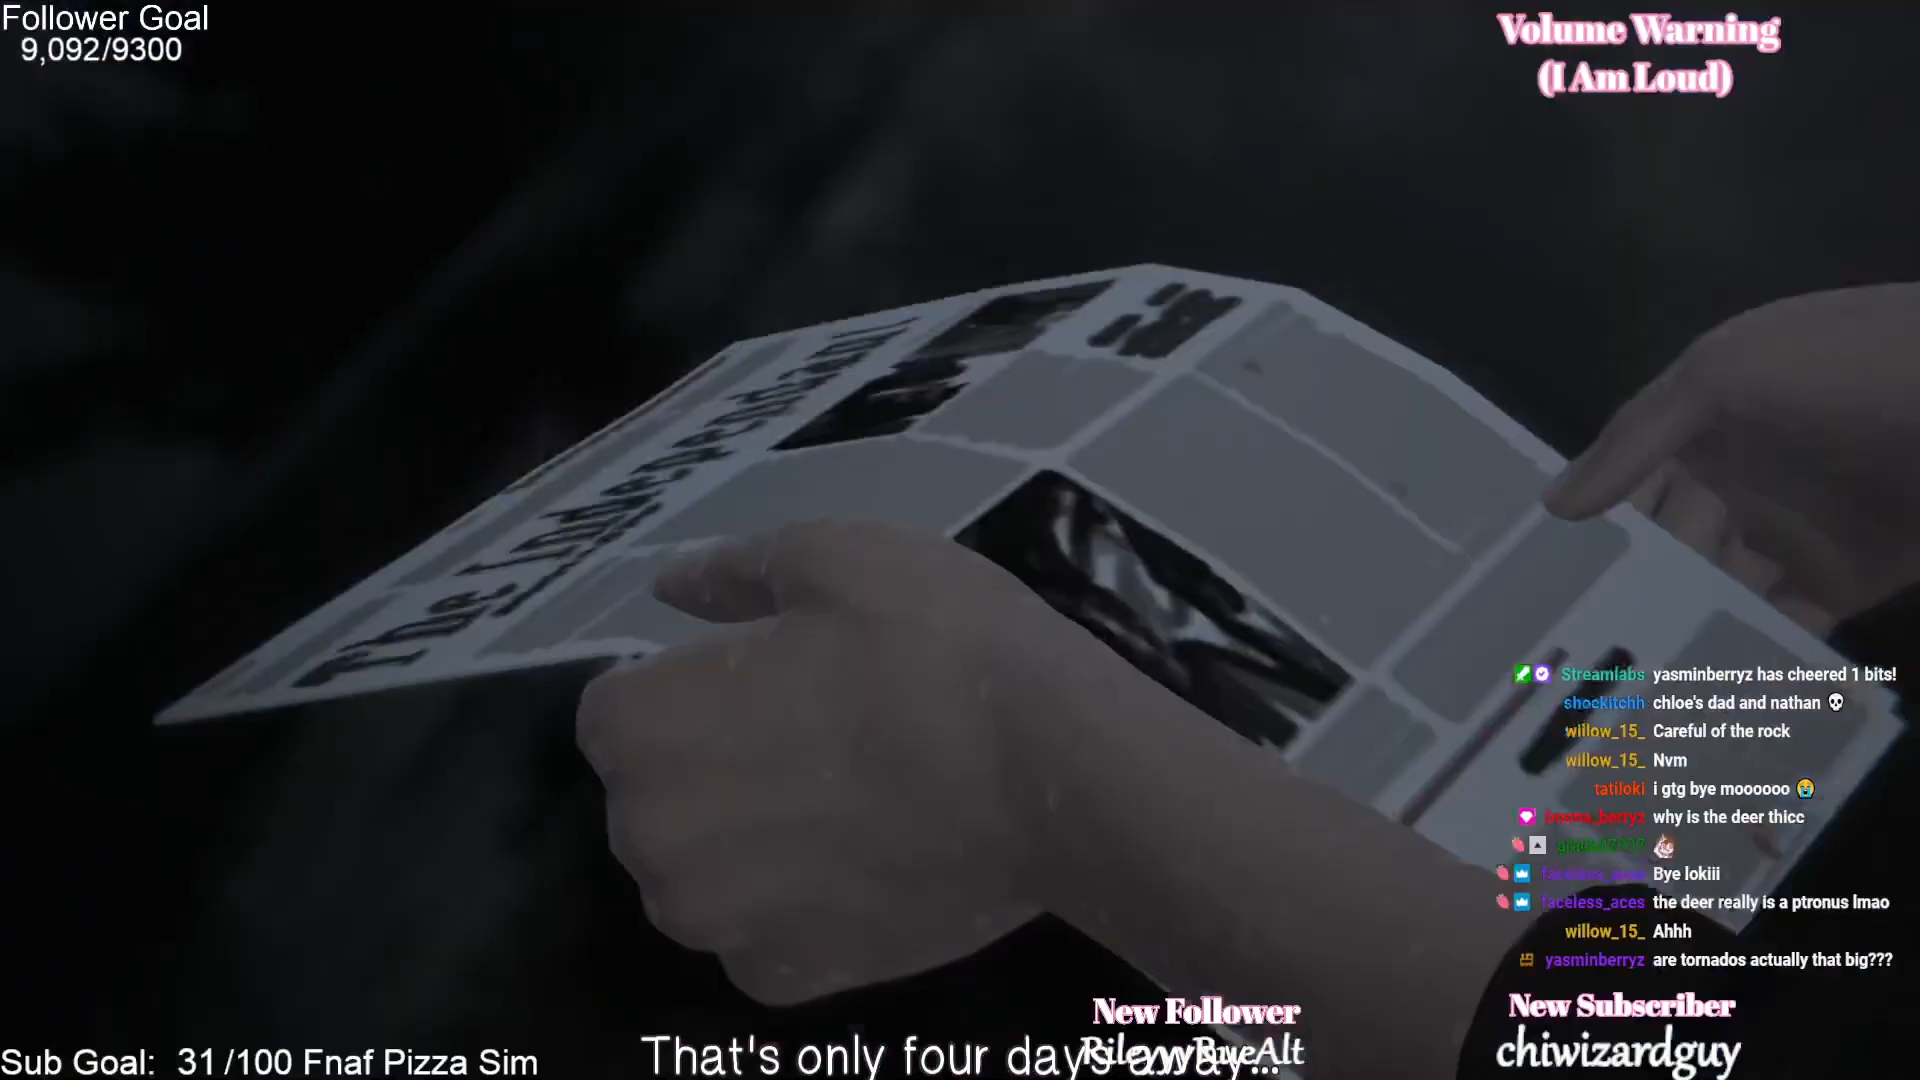 Follower Goal
9,092/9300
Volume Warning
(I Am Loud)
The Independent
Streamlabs yasminberryz has cheered 1 bits!
shockitchh chloe's dad and nathan 💀
willow_15_ Careful of the rock
willow_15_ Nvm
tatiloki i gtg bye moooooo 😭
why is the deer thicc
faceless_aces Bye lokiii
faceless_aces the deer really is a ptronus lmao
willow_15_ Ahhh
yasminberryz are tornados actually that big???
New Follower
New Subscriber
chiwizardguy
Sub Goal: 31 /100 Fnaf Pizza Sim
That's only four days away...